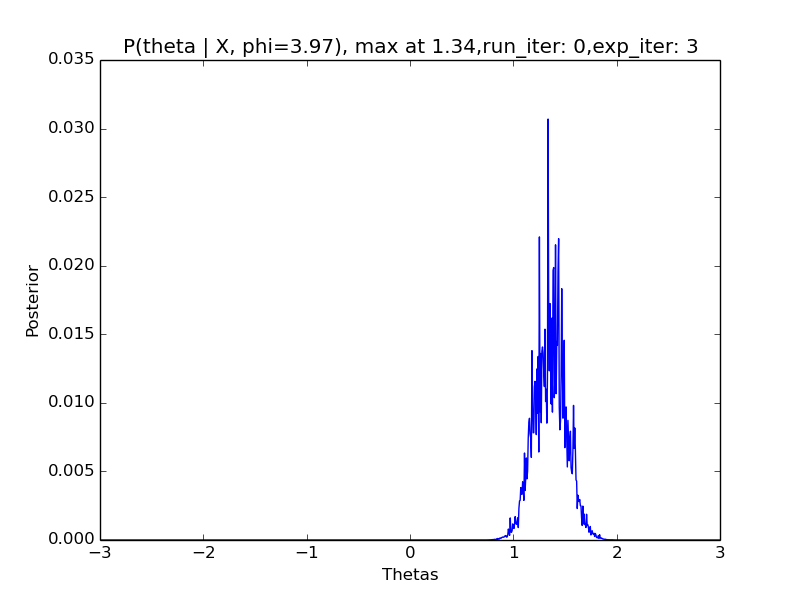 P(theta | X, phi=3.97), max at 1.34,run_iter: 0,exp_iter: 3
0.035
0.030
0.025
0.020
0.015
0.010
0.005
0.000
Posterior
−3 −2 −1 0 1 2 3
Thetas